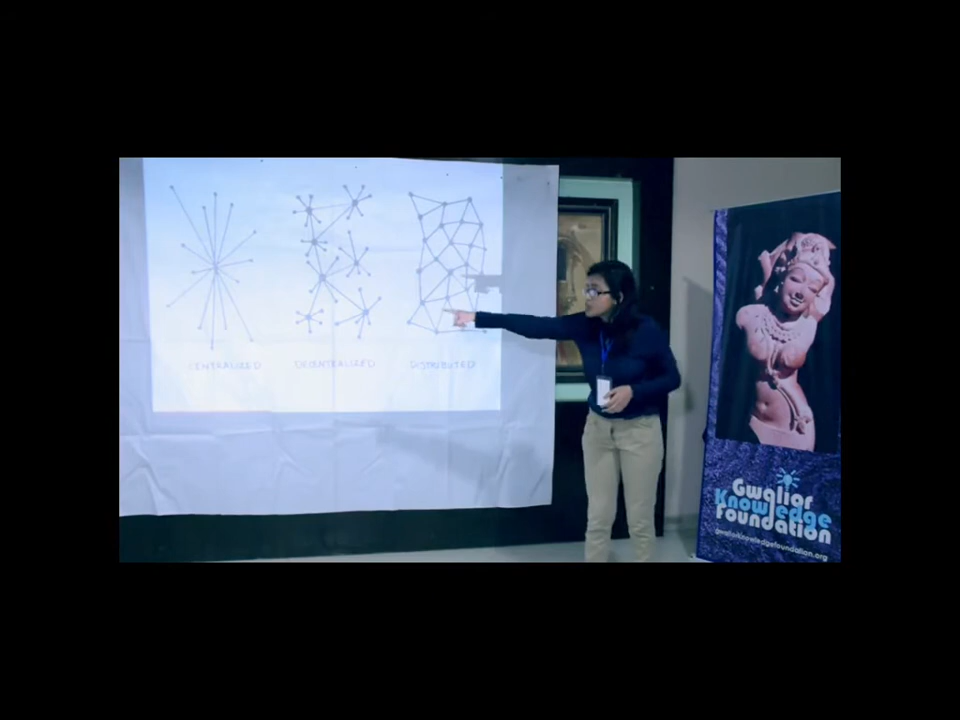 CENTRALIZED
DECENTRALIZED
DISTRIBUTED
Gwalior
Knowledge
Foundation
gwaliorknowledgefoundation.org